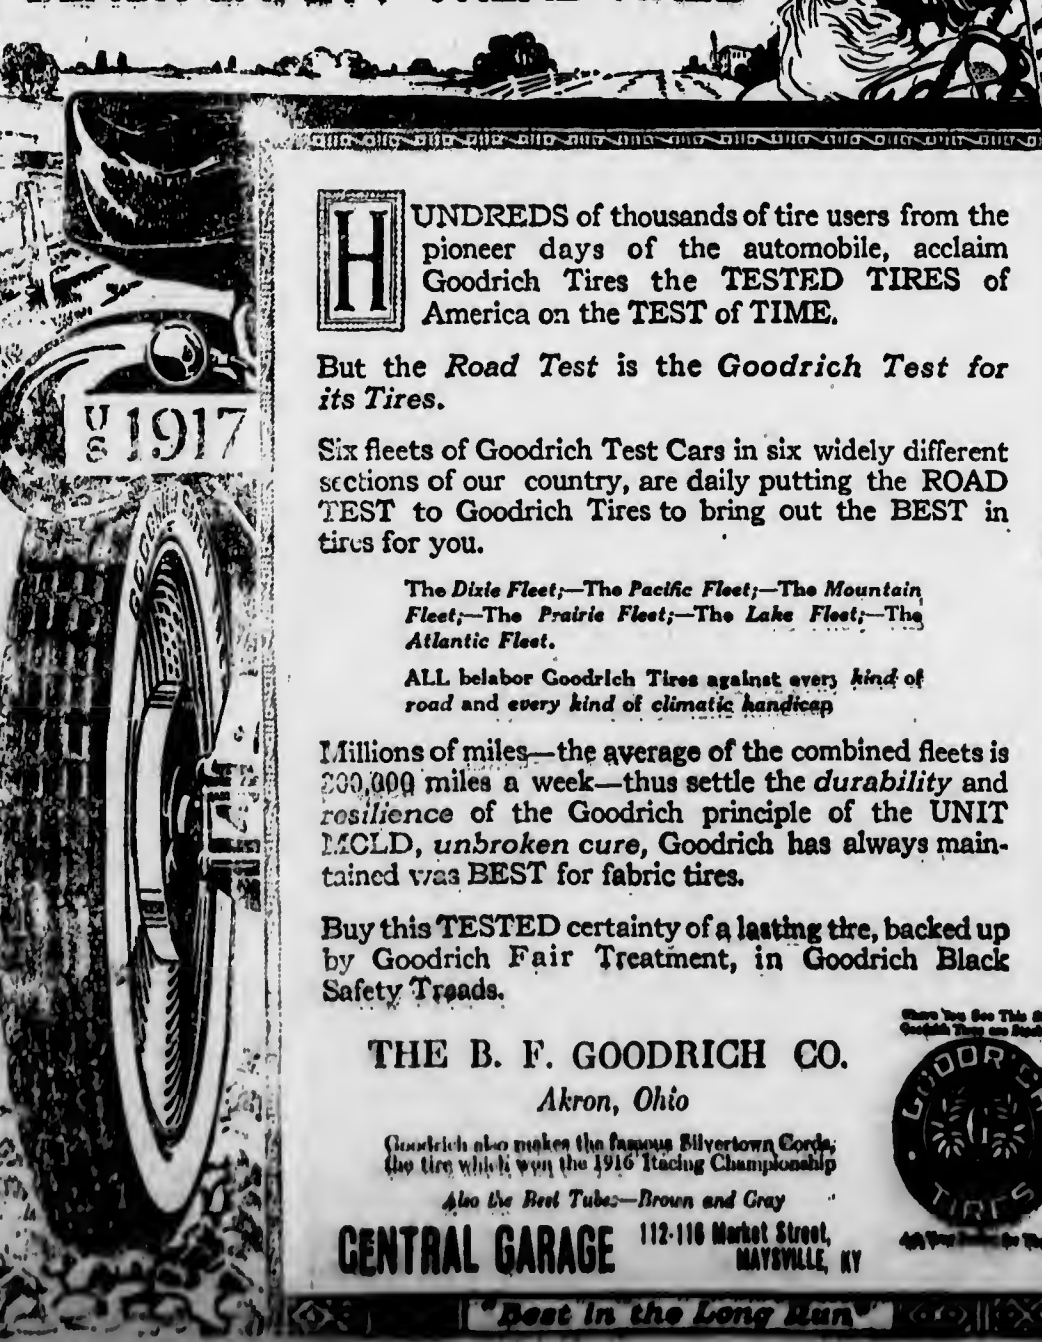 HUNDREDS of thousands of tire users from the
pioneer days of the automobile, acclaim
Goodrich Tires the TESTED TIRES of
America on the TEST of TIME.
But the Road Test is the Goodrich Test for
its Tires.
US 1917
Six fleets of Goodrich Test Cars in six widely different
sections of our country, are daily putting the ROAD
TEST to Goodrich Tires to bring out the BEST in
tires for you.
The Dixie Fleet;—The Pacific Fleet;—The Mountain
Fleet;—The Prairie Fleet;—The Lake Fleet;—The
Atlantic Fleet.
ALL belabor Goodrich Tires against every kind of
road and every kind of climatic handicap
Millions of miles—the average of the combined fleets is
miles a week—thus settle the durability and
resilience of the Goodrich principle of the UNIT
MOLD, unbroken cure, Goodrich has always main-
tained was BEST for fabric tires.
Buy this TESTED certainty of a lasting tire, backed up
by Goodrich Fair Treatment, in Goodrich Black
Safety Treads.
Where You See This
Goodrich Tires are
THE B. F. GOODRICH CO.
Akron, Ohio
GOODRICH
TIRES
Goodrich also makes the famous Silvertown Cords,
the tire which won the 1916 Racing Championship
Also the Best Tubes—Brown and Gray
CENTRAL GARAGE 112-116 Market Street,
MAYSVILLE, KY
"Best in the Long Run"